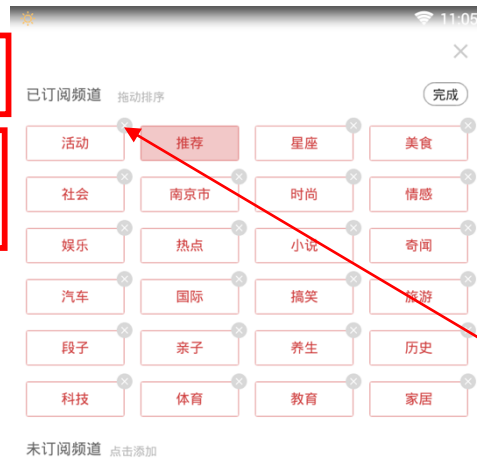 11:05
已订阅频道 拖动排序 完成
活动 推荐 星座 美食
社会 南京市 时尚 情感
娱乐 热点 小说 奇闻
汽车 国际 搞笑 旅游
段子 亲子 养生 历史
科技 体育 教育 家居
未订阅频道 点击添加